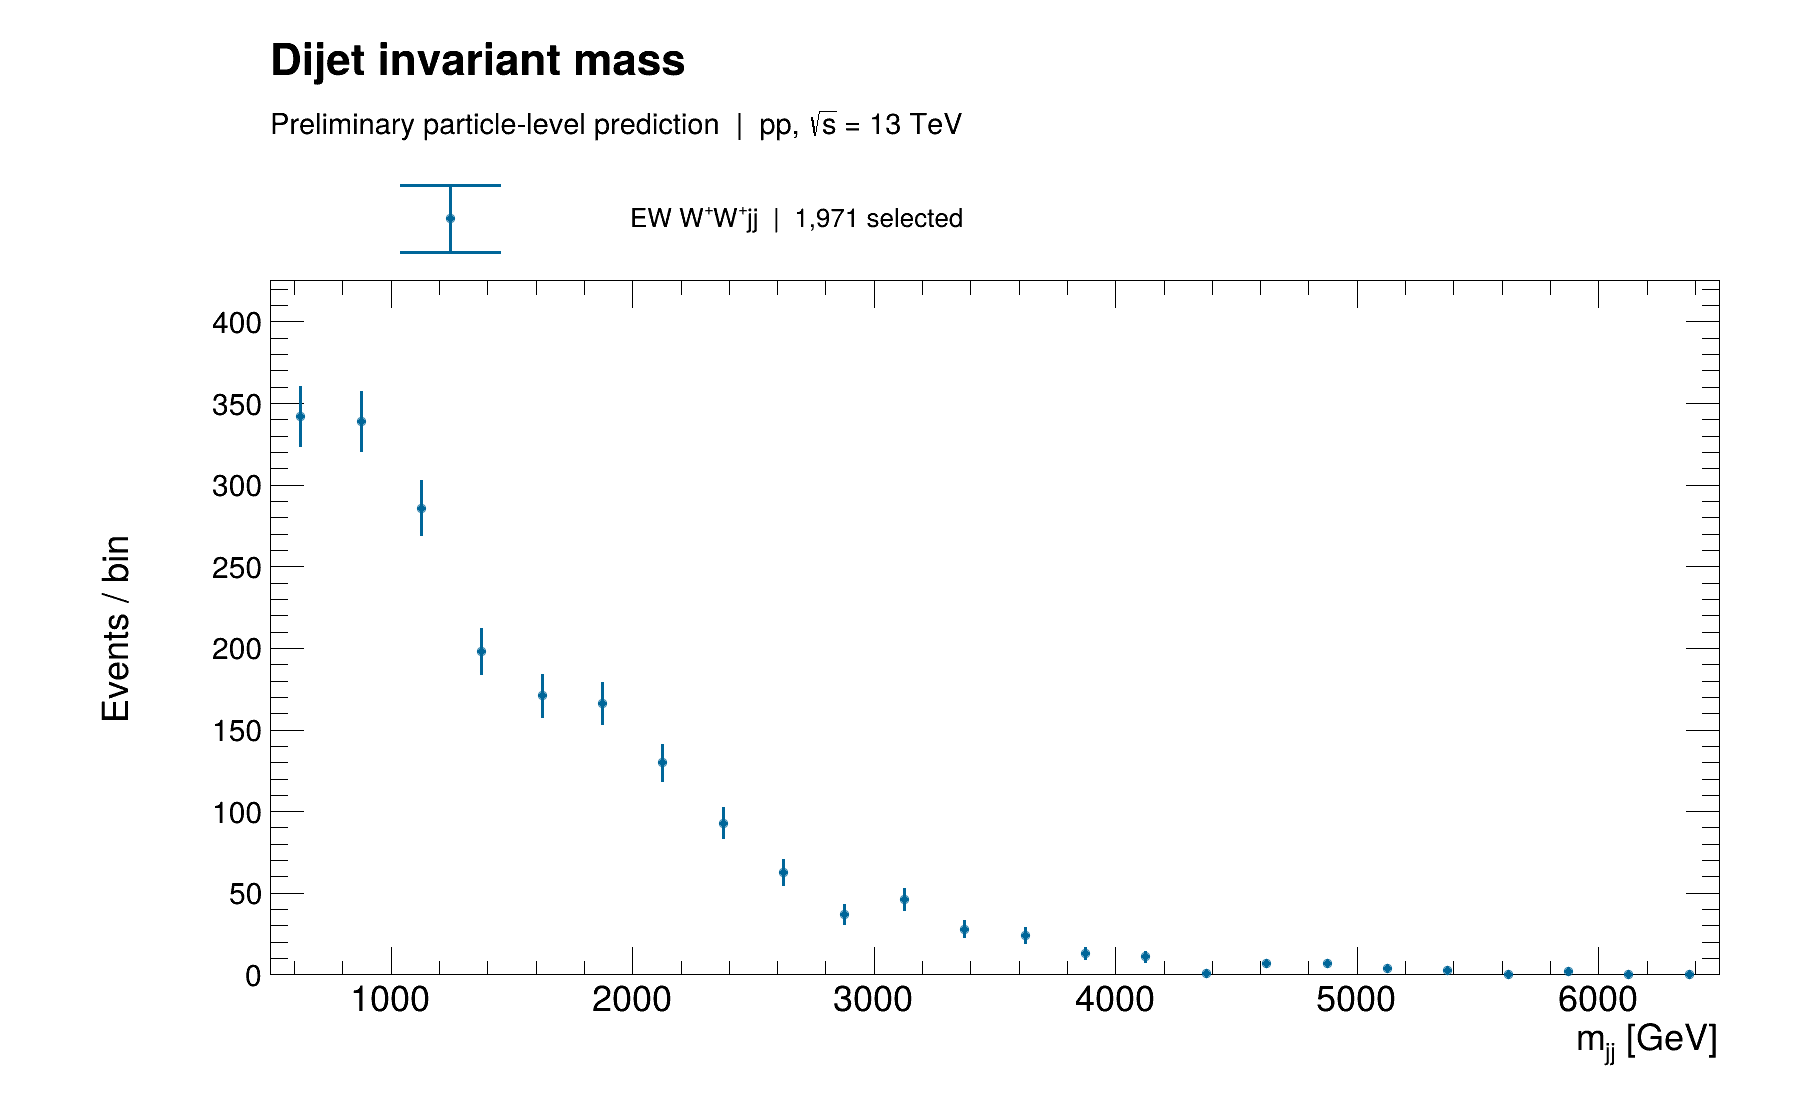 Dijet invariant mass
Preliminary particle-level prediction | pp, √s = 13 TeV
EW W⁺W⁺jj | 1,971 selected
Events / bin
400
350
300
250
200
150
100
50
0
1000 2000 3000 4000 5000 6000
m_jj [GeV]